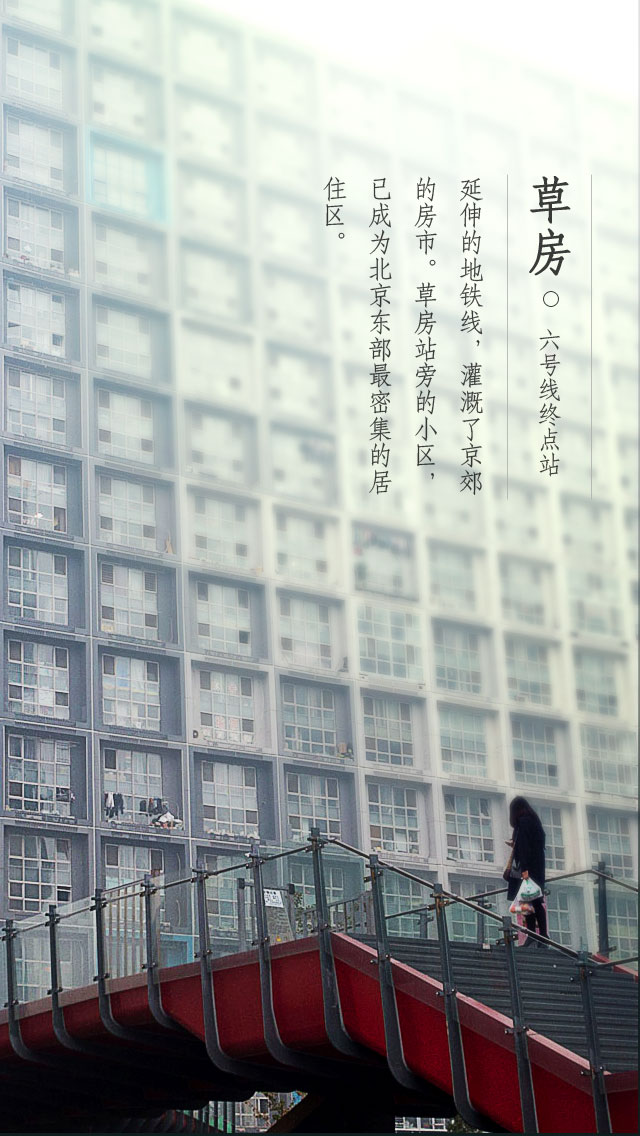 草房○六号线终点站
延伸的地铁线，灌溉了京郊
的房市。草房站旁的小区，
已成为北京东部最密集的居
住区。